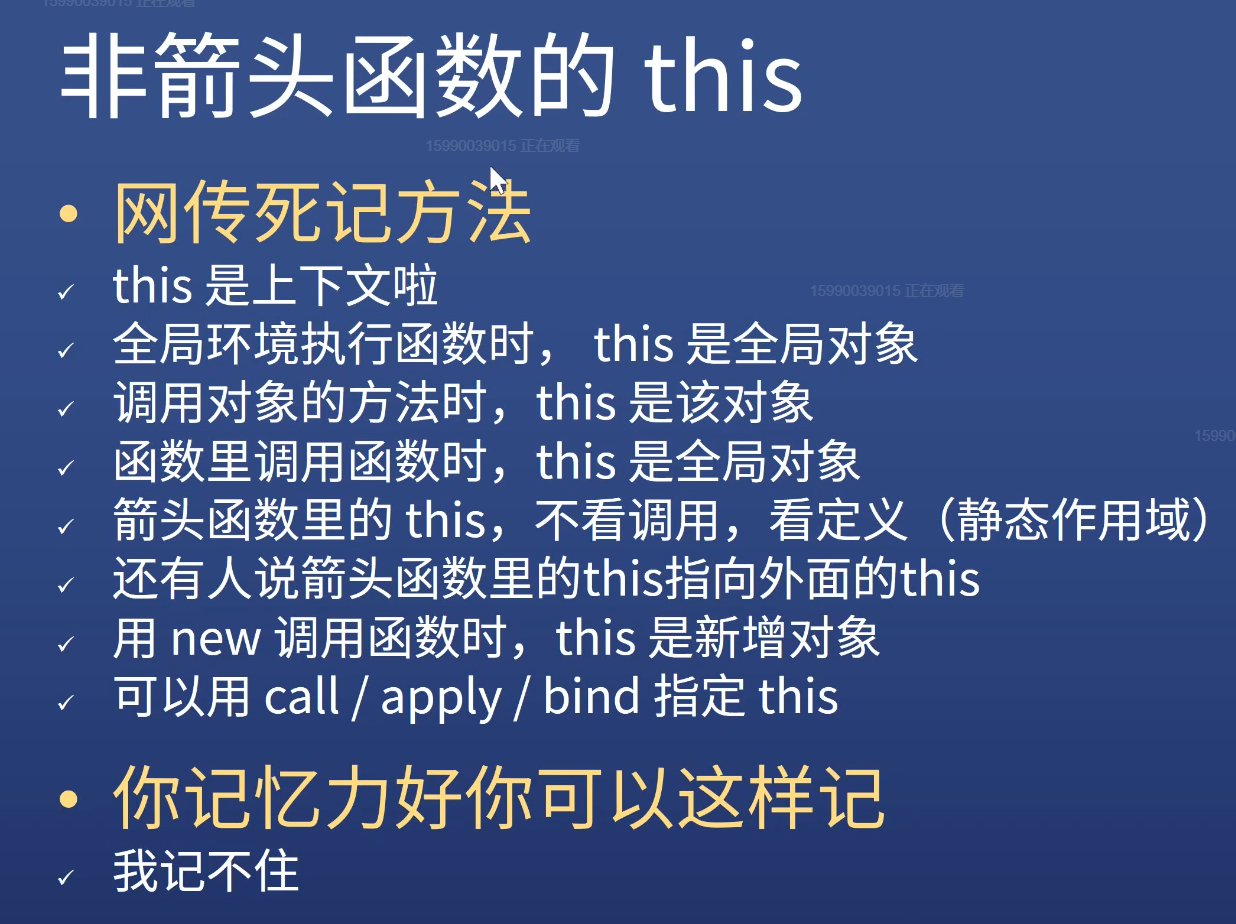 15990039015 正在观看
非箭头函数的 this
15990039015 正在观看
• 网传死记方法
✓ this 是上下文啦
15990039015 正在观看
✓ 全局环境执行函数时， this 是全局对象
✓ 调用对象的方法时，this 是该对象
15990
✓ 函数里调用函数时，this 是全局对象
✓ 箭头函数里的 this，不看调用，看定义（静态作用域）
✓ 还有人说箭头函数里的this指向外面的this
✓ 用 new 调用函数时，this 是新增对象
✓ 可以用 call / apply / bind 指定 this
• 你记忆力好你可以这样记
✓ 我记不住